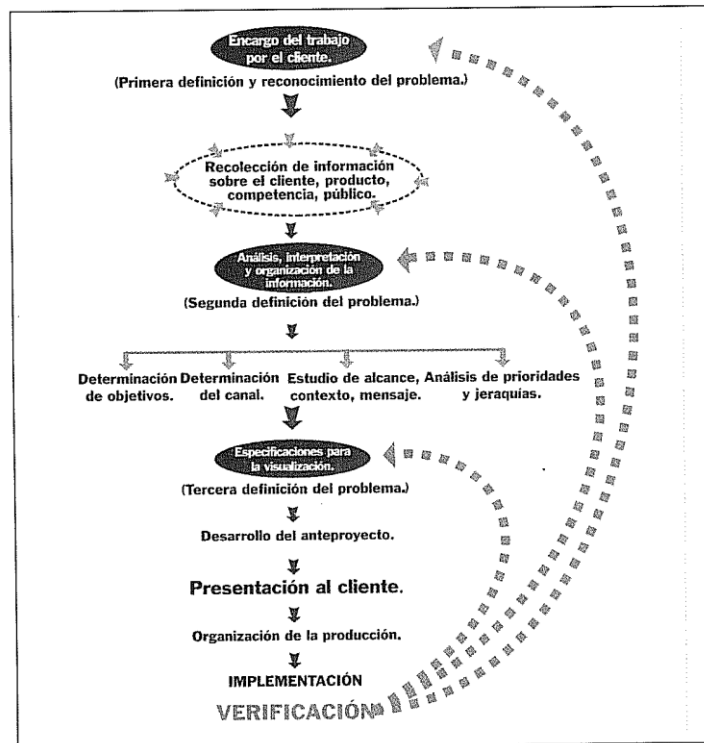 Encargo del trabajo
por el cliente.
(Primera definición y reconocimiento del problema.)
Recolección de información
sobre el cliente, producto,
competencia, público.
Análisis, interpretación
y organización de la
información.
(Segunda definición del problema.)
Determinación
de objetivos.
Determinación
del canal.
Estudio de alcance,
contexto, mensaje.
Análisis de prioridades
y jeraquías.
Especificaciones para
la visualización.
(Tercera definición del problema.)
Desarrollo del anteproyecto.
Presentación al cliente.
Organización de la producción.
IMPLEMENTACIÓN
VERIFICACIÓN